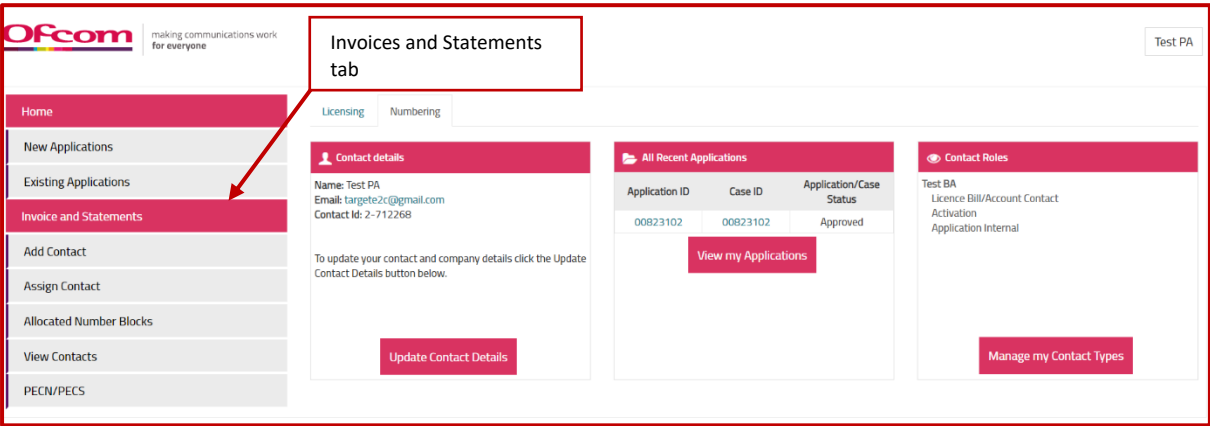 Ofcom
making communications work
for everyone
Invoices and Statements
tab
Test PA
Home
New Applications
Existing Applications
Invoice and Statements
Add Contact
Assign Contact
Allocated Number Blocks
View Contacts
PECN/PECS
Licensing
Numbering
Contact details
Name: Test PA
Email: targete2c@gmail.com
Contact Id: 2-712268
To update your contact and company details click the Update
Contact Details button below.
Update Contact Details
All Recent Applications
Application ID
Case ID
Application/Case
Status
00823102
00823102
Approved
View my Applications
Contact Roles
Test BA
Licence Bill/Account Contact
Activation
Application Internal
Manage my Contact Types